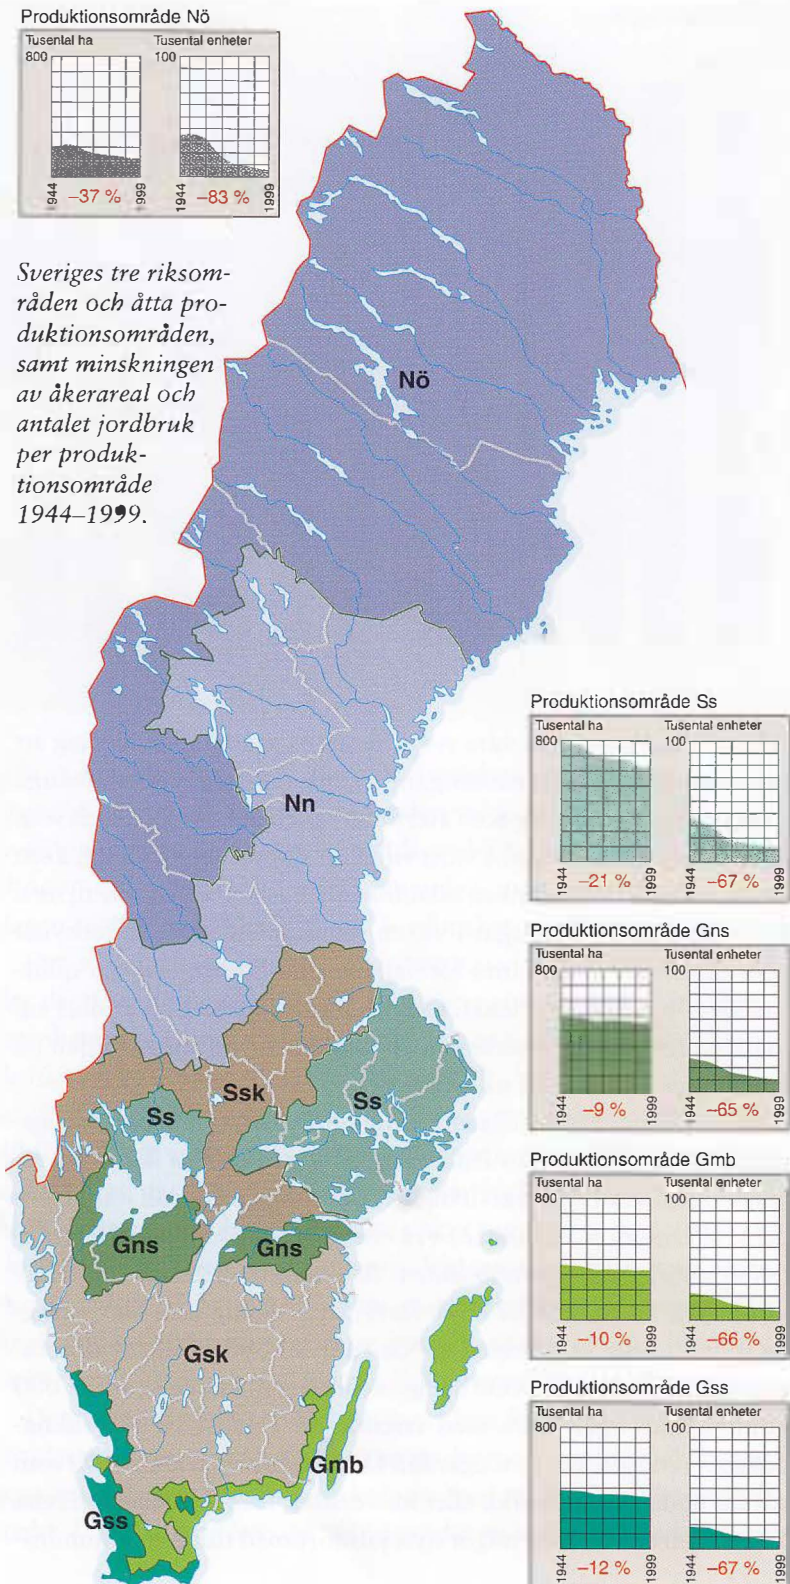 Produktionsområde Nö
Tusental ha
Tusental enheter
800
100
1944
–37 %
1999
1944
–83 %
1999
Sveriges tre riksom-
råden och åtta pro-
duktionsområden,
samt minskningen
av åkerareal och
antalet jordbruk
per produk-
tionsområde
1944–1999.
Nö
Nn
Ssk
Ss
Ss
Gns
Gns
Gsk
Gmb
Gss
Produktionsområde Ss
Tusental ha
Tusental enheter
800
100
1944
–21 %
1999
1944
–67 %
1999
Produktionsområde Gns
Tusental ha
Tusental enheter
800
100
1944
–9 %
1999
1944
–65 %
1999
Produktionsområde Gmb
Tusental ha
Tusental enheter
800
100
1944
–10 %
1999
1944
–66 %
1999
Produktionsområde Gss
Tusental ha
Tusental enheter
800
100
1944
–12 %
1999
1944
–67 %
1999